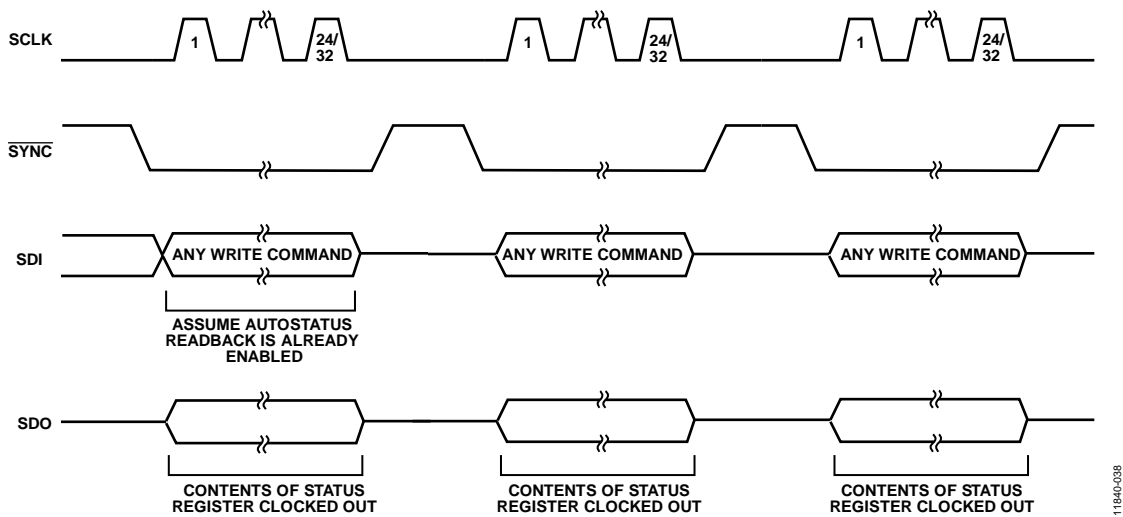 SCLK
1
24/
32
1
24/
32
1
24/
32
SYNC
SDI
ANY WRITE COMMAND
ANY WRITE COMMAND
ANY WRITE COMMAND
ASSUME AUTOSTATUS
READBACK IS ALREADY
ENABLED
SDO
CONTENTS OF STATUS
REGISTER CLOCKED OUT
CONTENTS OF STATUS
REGISTER CLOCKED OUT
CONTENTS OF STATUS
REGISTER CLOCKED OUT
11840-038